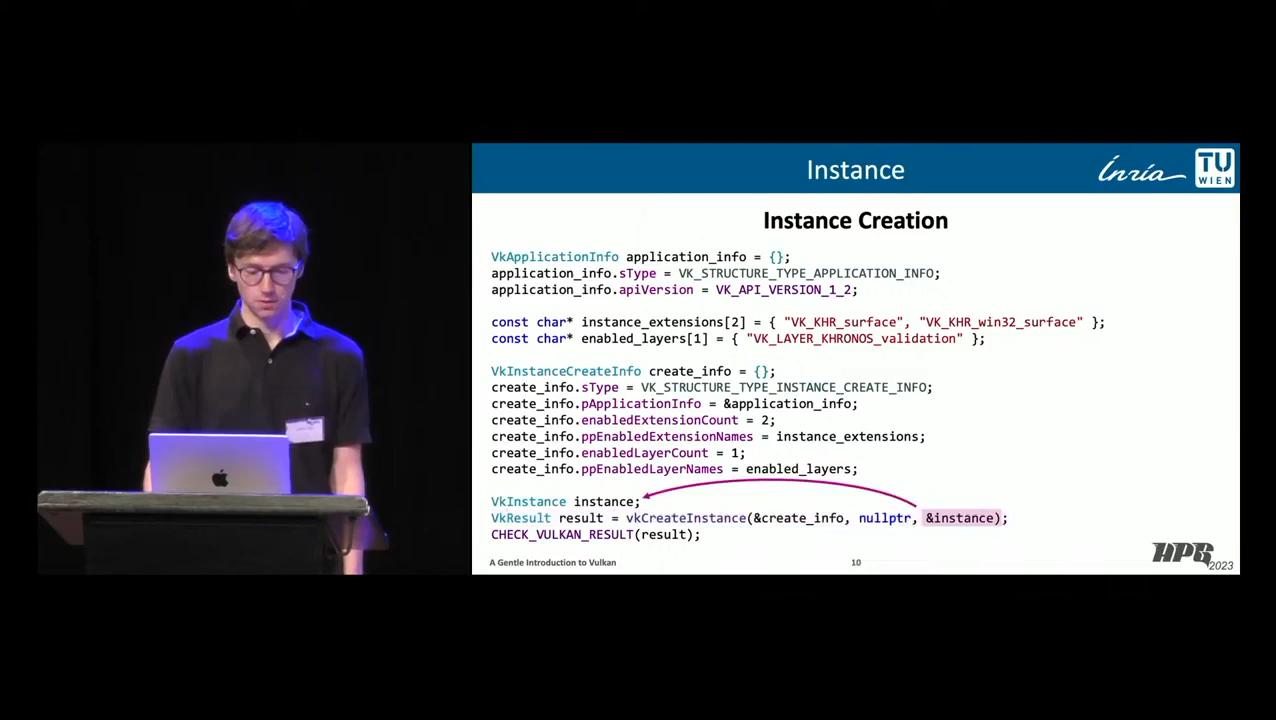 Instance
Inria
TU
WIEN
Instance Creation
VkApplicationInfo application_info = {};
application_info.sType = VK_STRUCTURE_TYPE_APPLICATION_INFO;
application_info.apiVersion = VK_API_VERSION_1_2;
const char* instance_extensions[2] = { "VK_KHR_surface", "VK_KHR_win32_surface" };
const char* enabled_layers[1] = { "VK_LAYER_KHRONOS_validation" };
VkInstanceCreateInfo create_info = {};
create_info.sType = VK_STRUCTURE_TYPE_INSTANCE_CREATE_INFO;
create_info.pApplicationInfo = &application_info;
create_info.enabledExtensionCount = 2;
create_info.ppEnabledExtensionNames = instance_extensions;
create_info.enabledLayerCount = 1;
create_info.ppEnabledLayerNames = enabled_layers;
VkInstance instance;
VkResult result = vkCreateInstance(&create_info, nullptr, &instance);
CHECK_VULKAN_RESULT(result);
A Gentle Introduction to Vulkan
10
HPG
2023